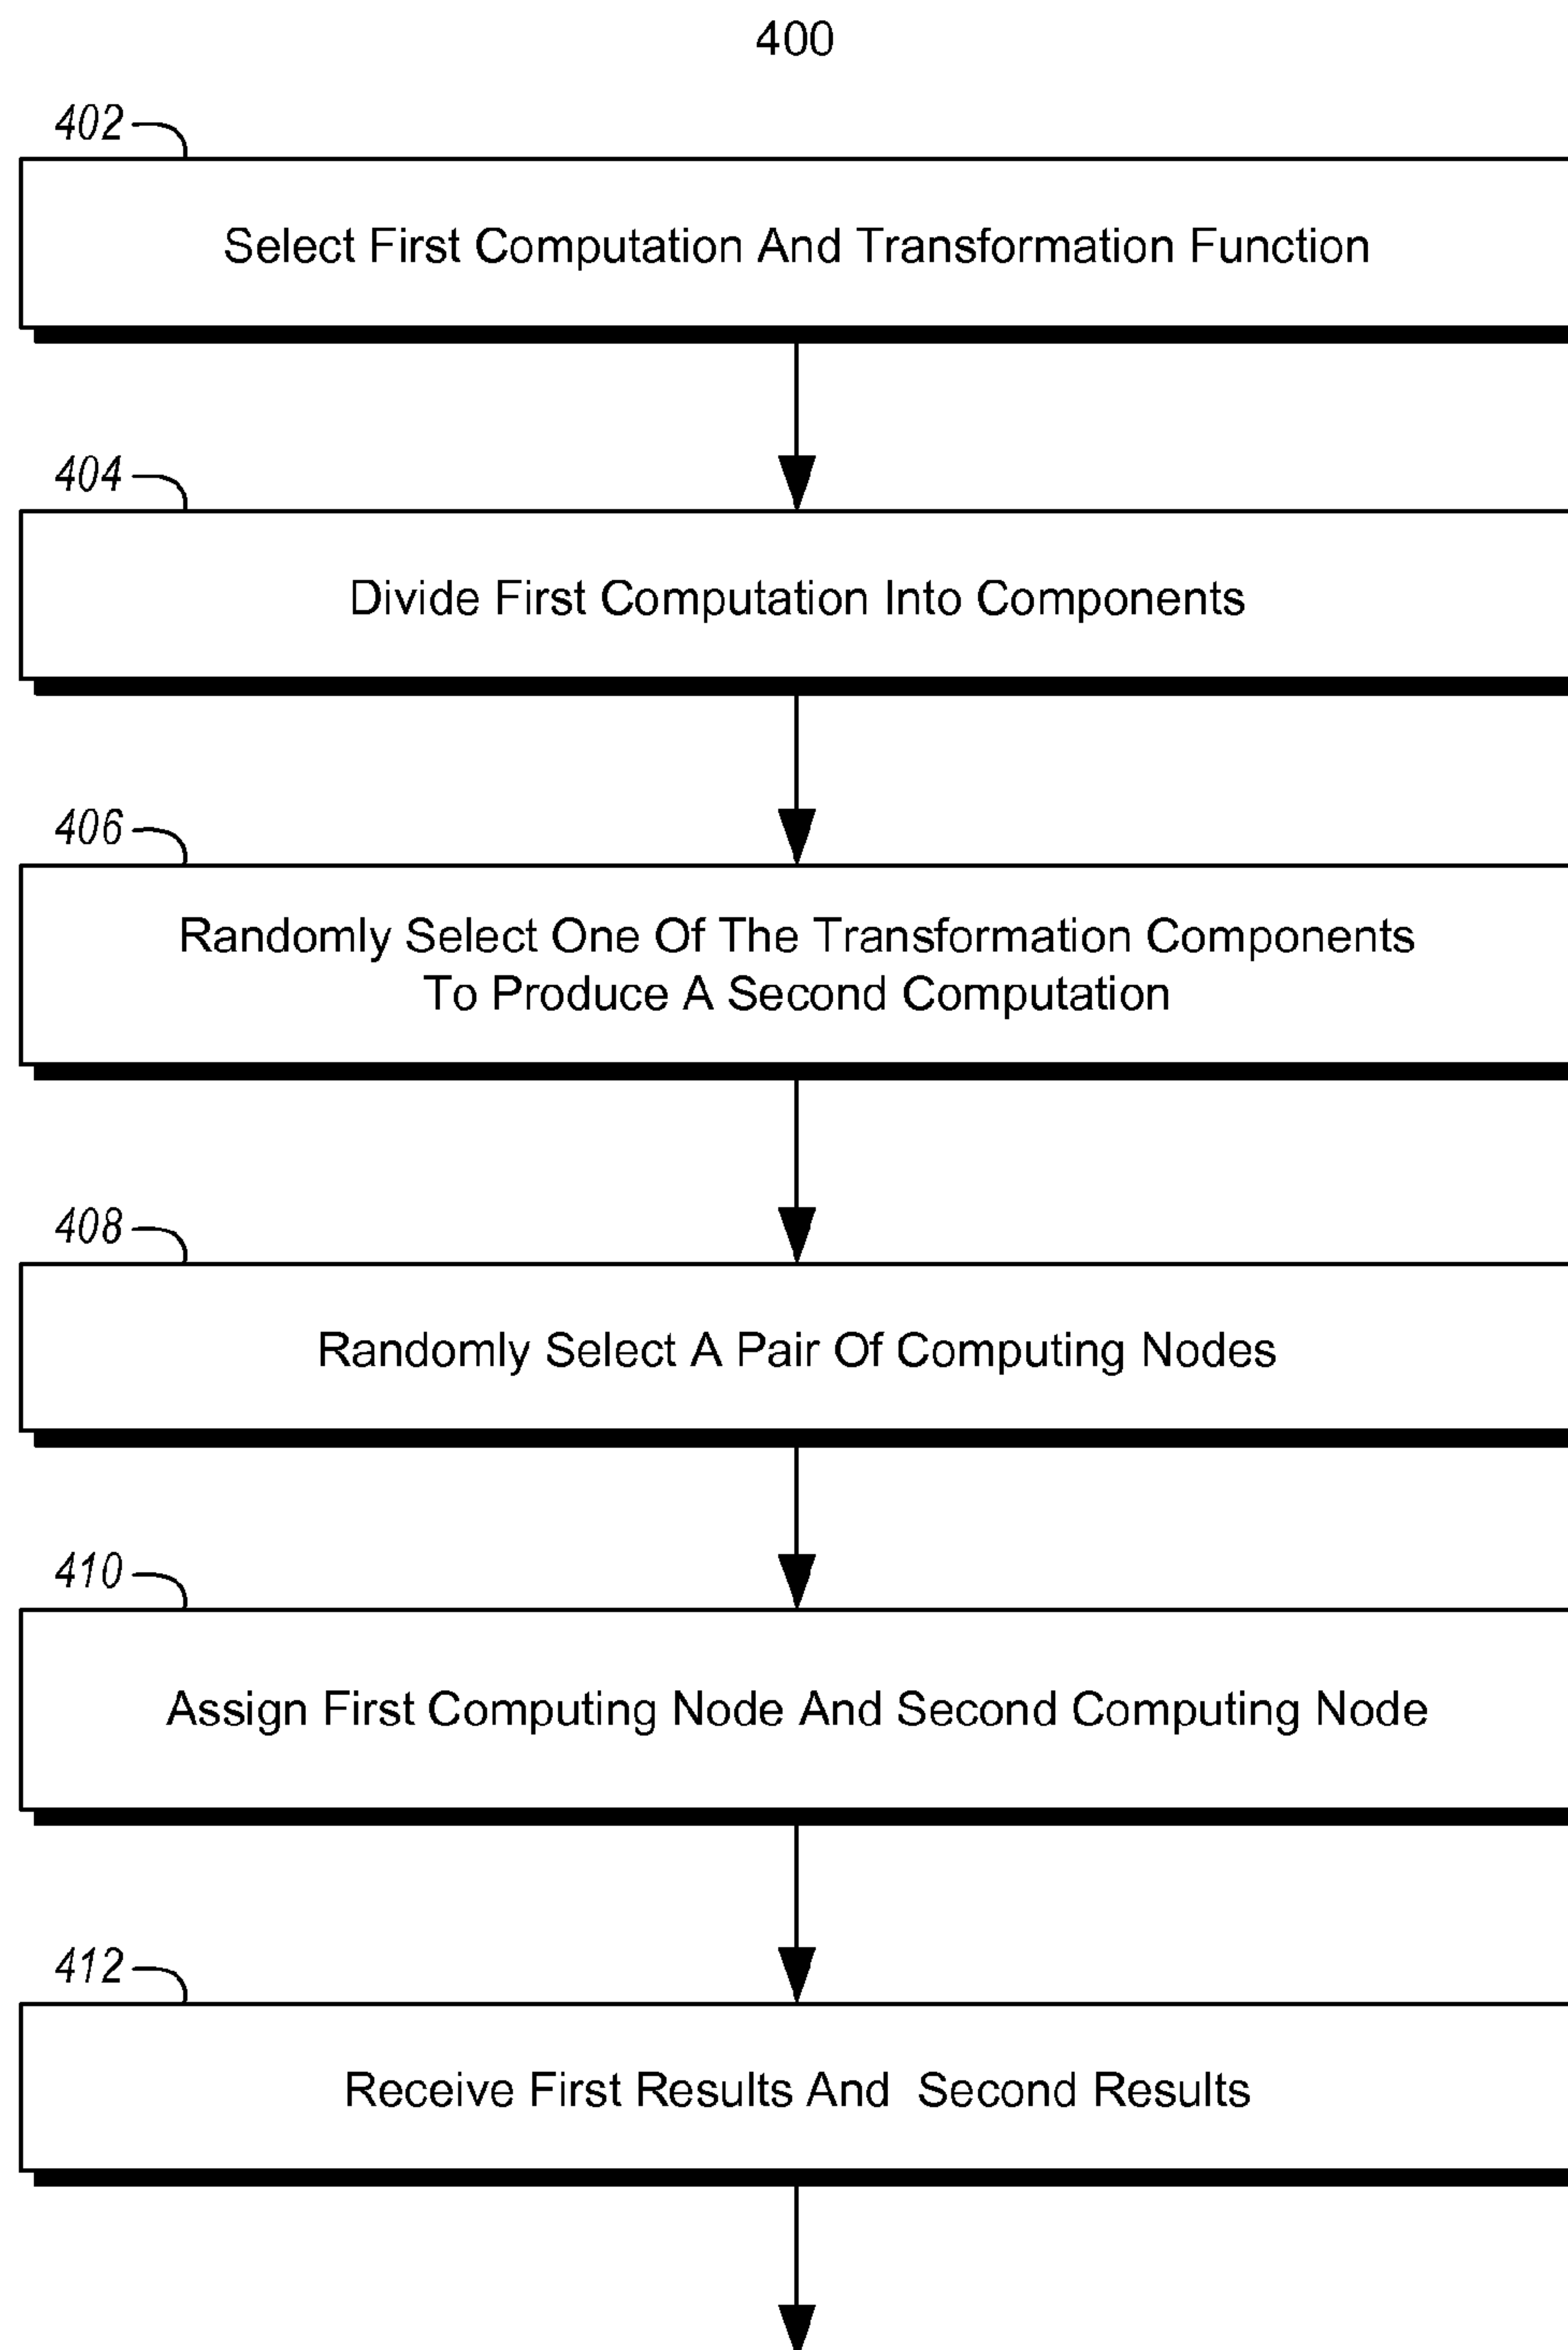 400
402
Select First Computation And Transformation Function
404
Divide First Computation Into Components
406
Randomly Select One Of The Transformation Components
To Produce A Second Computation
408
Randomly Select A Pair Of Computing Nodes
410
Assign First Computing Node And Second Computing Node
412
Receive First Results And Second Results